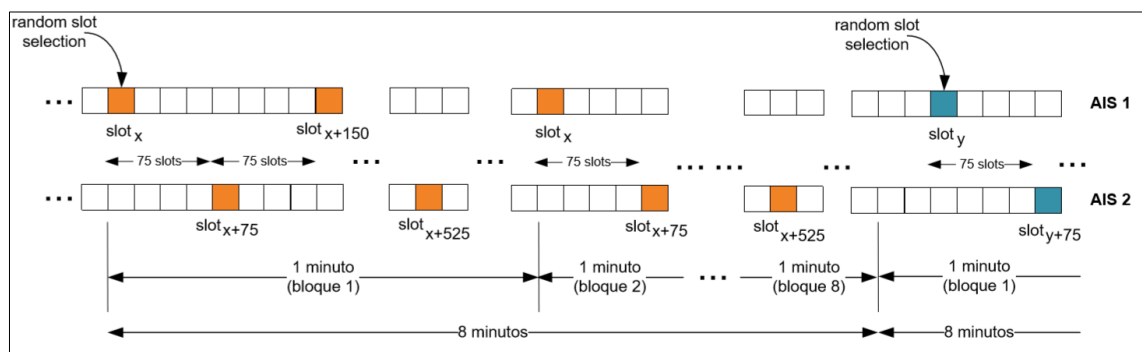 random slot
selection
random slot
selection
... AIS 1
slot x slot x+150 slot x slot y
75 slots 75 slots ... ... 75 slots ... ... ... 75 slots ...
... AIS 2
slot x+75 slot x+525 slot x+75 slot x+525 slot y+75
1 minuto
(bloque 1)
1 minuto
(bloque 2)
...
1 minuto
(bloque 8)
1 minuto
(bloque 1)
8 minutos 8 minutos